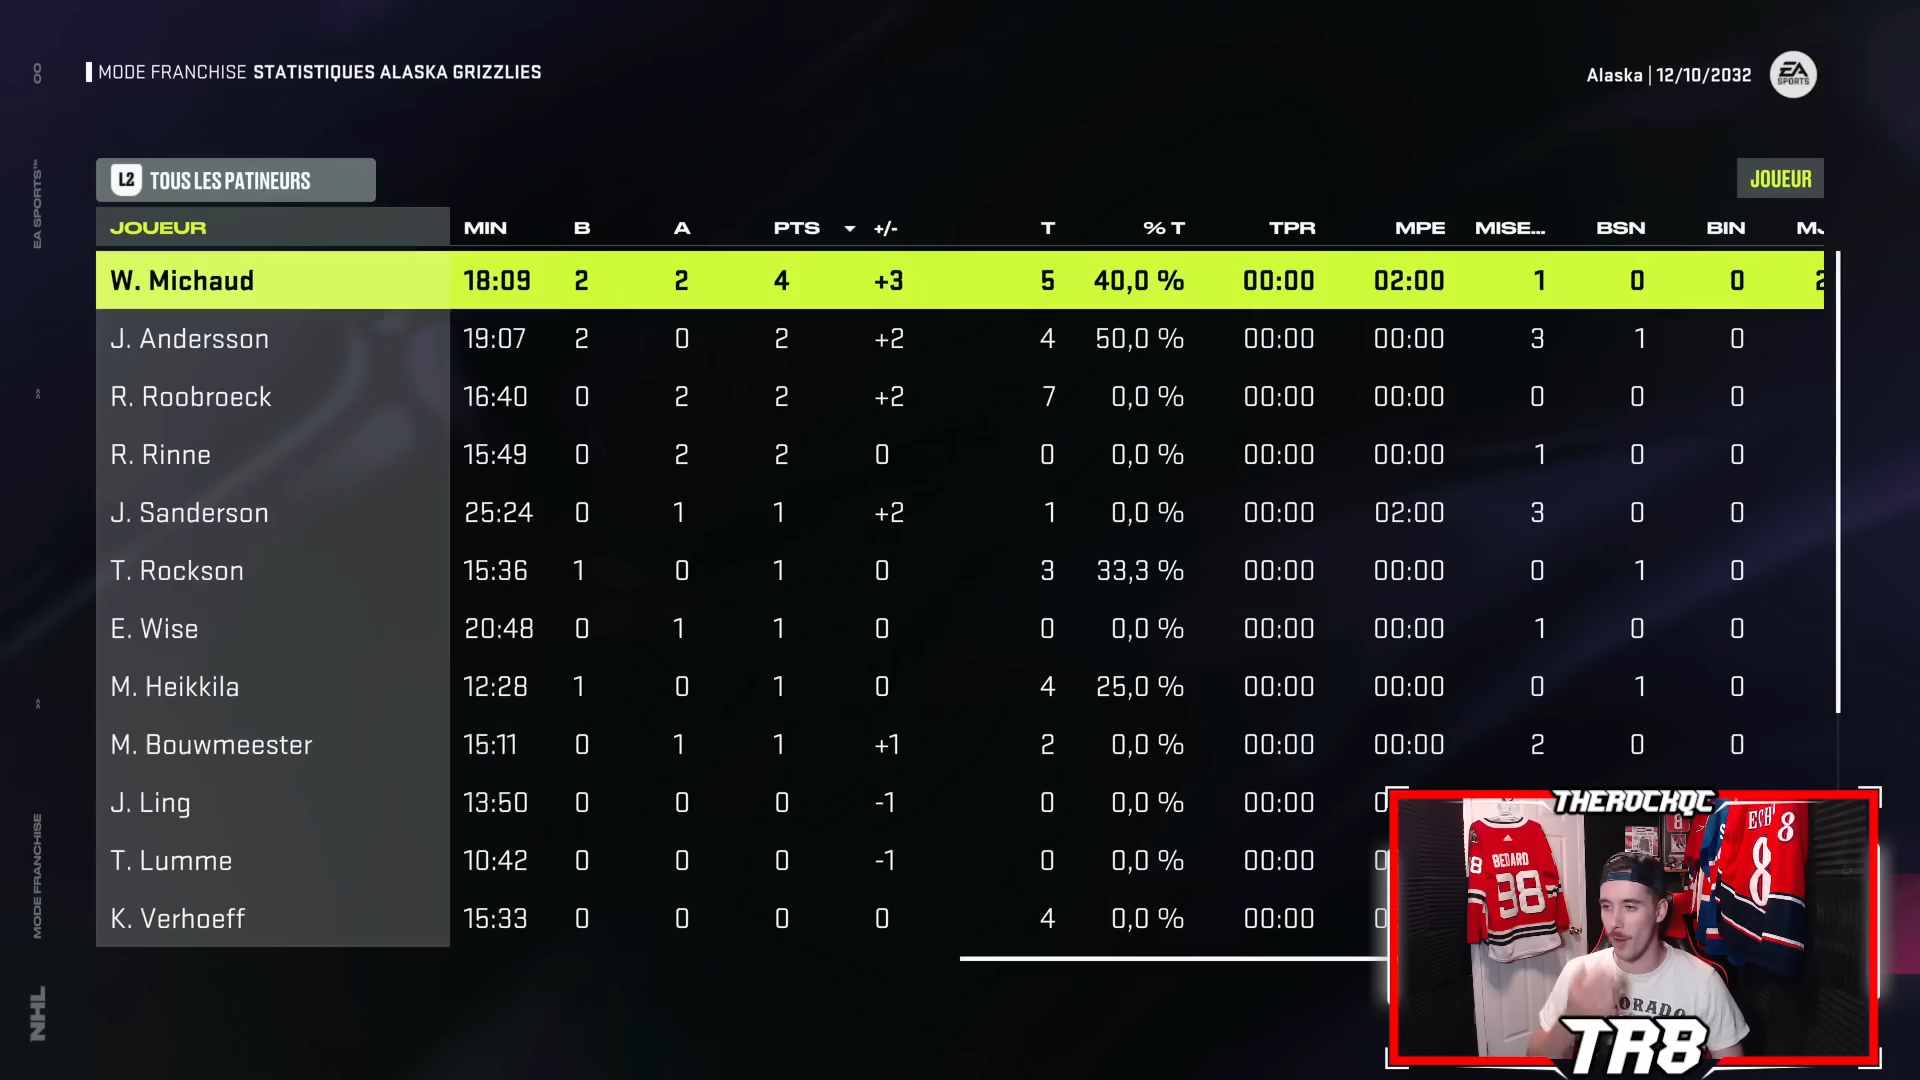 MODE FRANCHISE STATISTIQUES ALASKA GRIZZLIES
Alaska | 12/10/2032
EA SPORTS
EA SPORTS™
MODE FRANCHISE
NHL
L2 TOUS LES PATINEURS
JOUEUR
JOUEUR MIN B A PTS +/- T % T TPR MPE MISE... BSN BIN
W. Michaud 18:09 2 2 4 +3 5 40,0 % 00:00 02:00 1 0 0
J. Andersson 19:07 2 0 2 +2 4 50,0 % 00:00 00:00 3 1 0
R. Roobroeck 16:40 0 2 2 +2 7 0,0 % 00:00 00:00 0 0 0
R. Rinne 15:49 0 2 2 0 0 0,0 % 00:00 00:00 1 0 0
J. Sanderson 25:24 0 1 1 +2 1 0,0 % 00:00 02:00 3 0 0
T. Rockson 15:36 1 0 1 0 3 33,3 % 00:00 00:00 0 1 0
E. Wise 20:48 0 1 1 0 0 0,0 % 00:00 00:00 1 0 0
M. Heikkila 12:28 1 0 1 0 4 25,0 % 00:00 00:00 0 1 0
M. Bouwmeester 15:11 0 1 1 +1 2 0,0 % 00:00 00:00 2 0 0
J. Ling 13:50 0 0 0 -1 0 0,0 % 00:00
T. Lumme 10:42 0 0 0 -1 0 0,0 % 00:00
K. Verhoeff 15:33 0 0 0 0 4 0,0 % 00:00
THEROCKQC
BEDARD
98
8
8
TR8